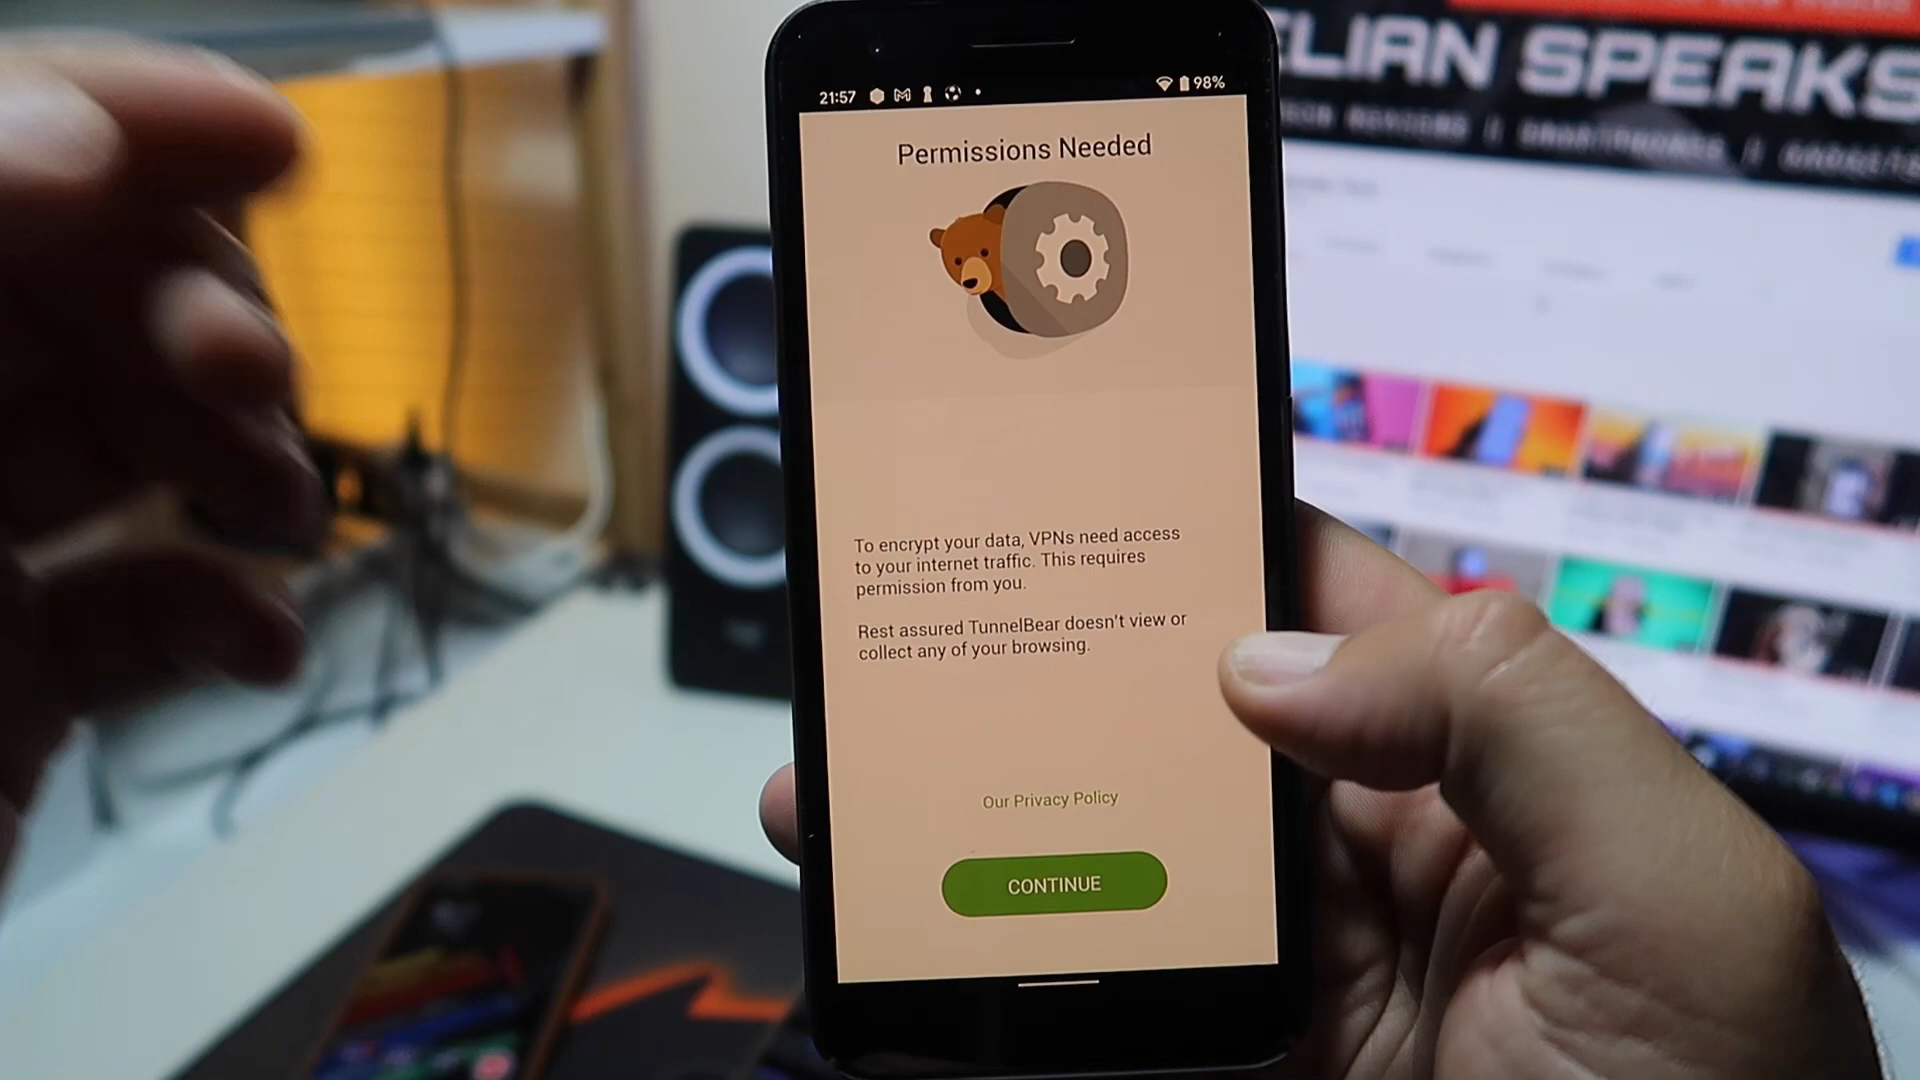 ELIAN SPEAKS
21:57
98%
Permissions Needed
To encrypt your data, VPNs need access
to your internet traffic. This requires
permission from you.
Rest assured TunnelBear doesn't view or
collect any of your browsing.
Our Privacy Policy
CONTINUE